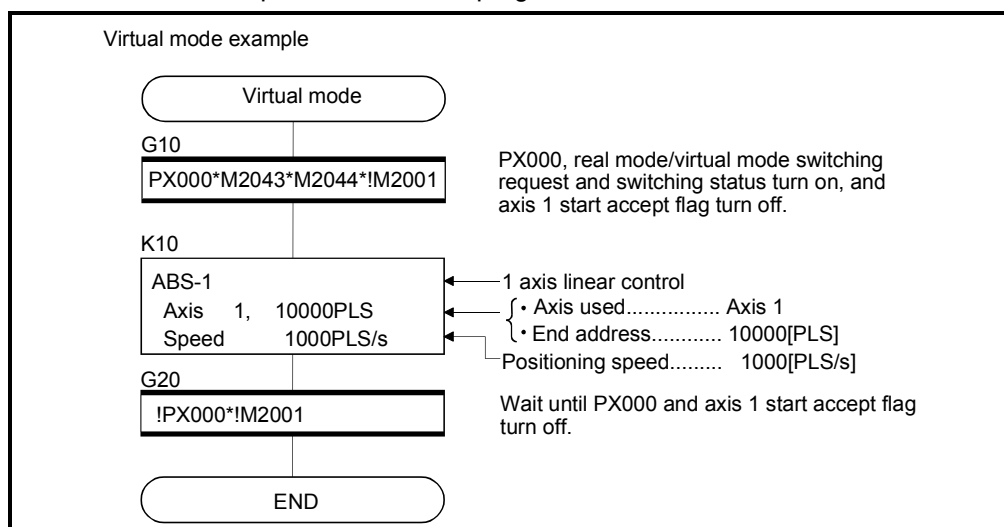 Virtual mode example
Virtual mode
G10
PX000*M2043*M2044*!M2001
PX000, real mode/virtual mode switching
request and switching status turn on, and
axis 1 start accept flag turn off.
K10
ABS-1
Axis 1, 10000PLS
Speed 1000PLS/s
1 axis linear control
• Axis used................ Axis 1
• End address............ 10000[PLS]
Positioning speed......... 1000[PLS/s]
G20
!PX000*!M2001
Wait until PX000 and axis 1 start accept flag
turn off.
END